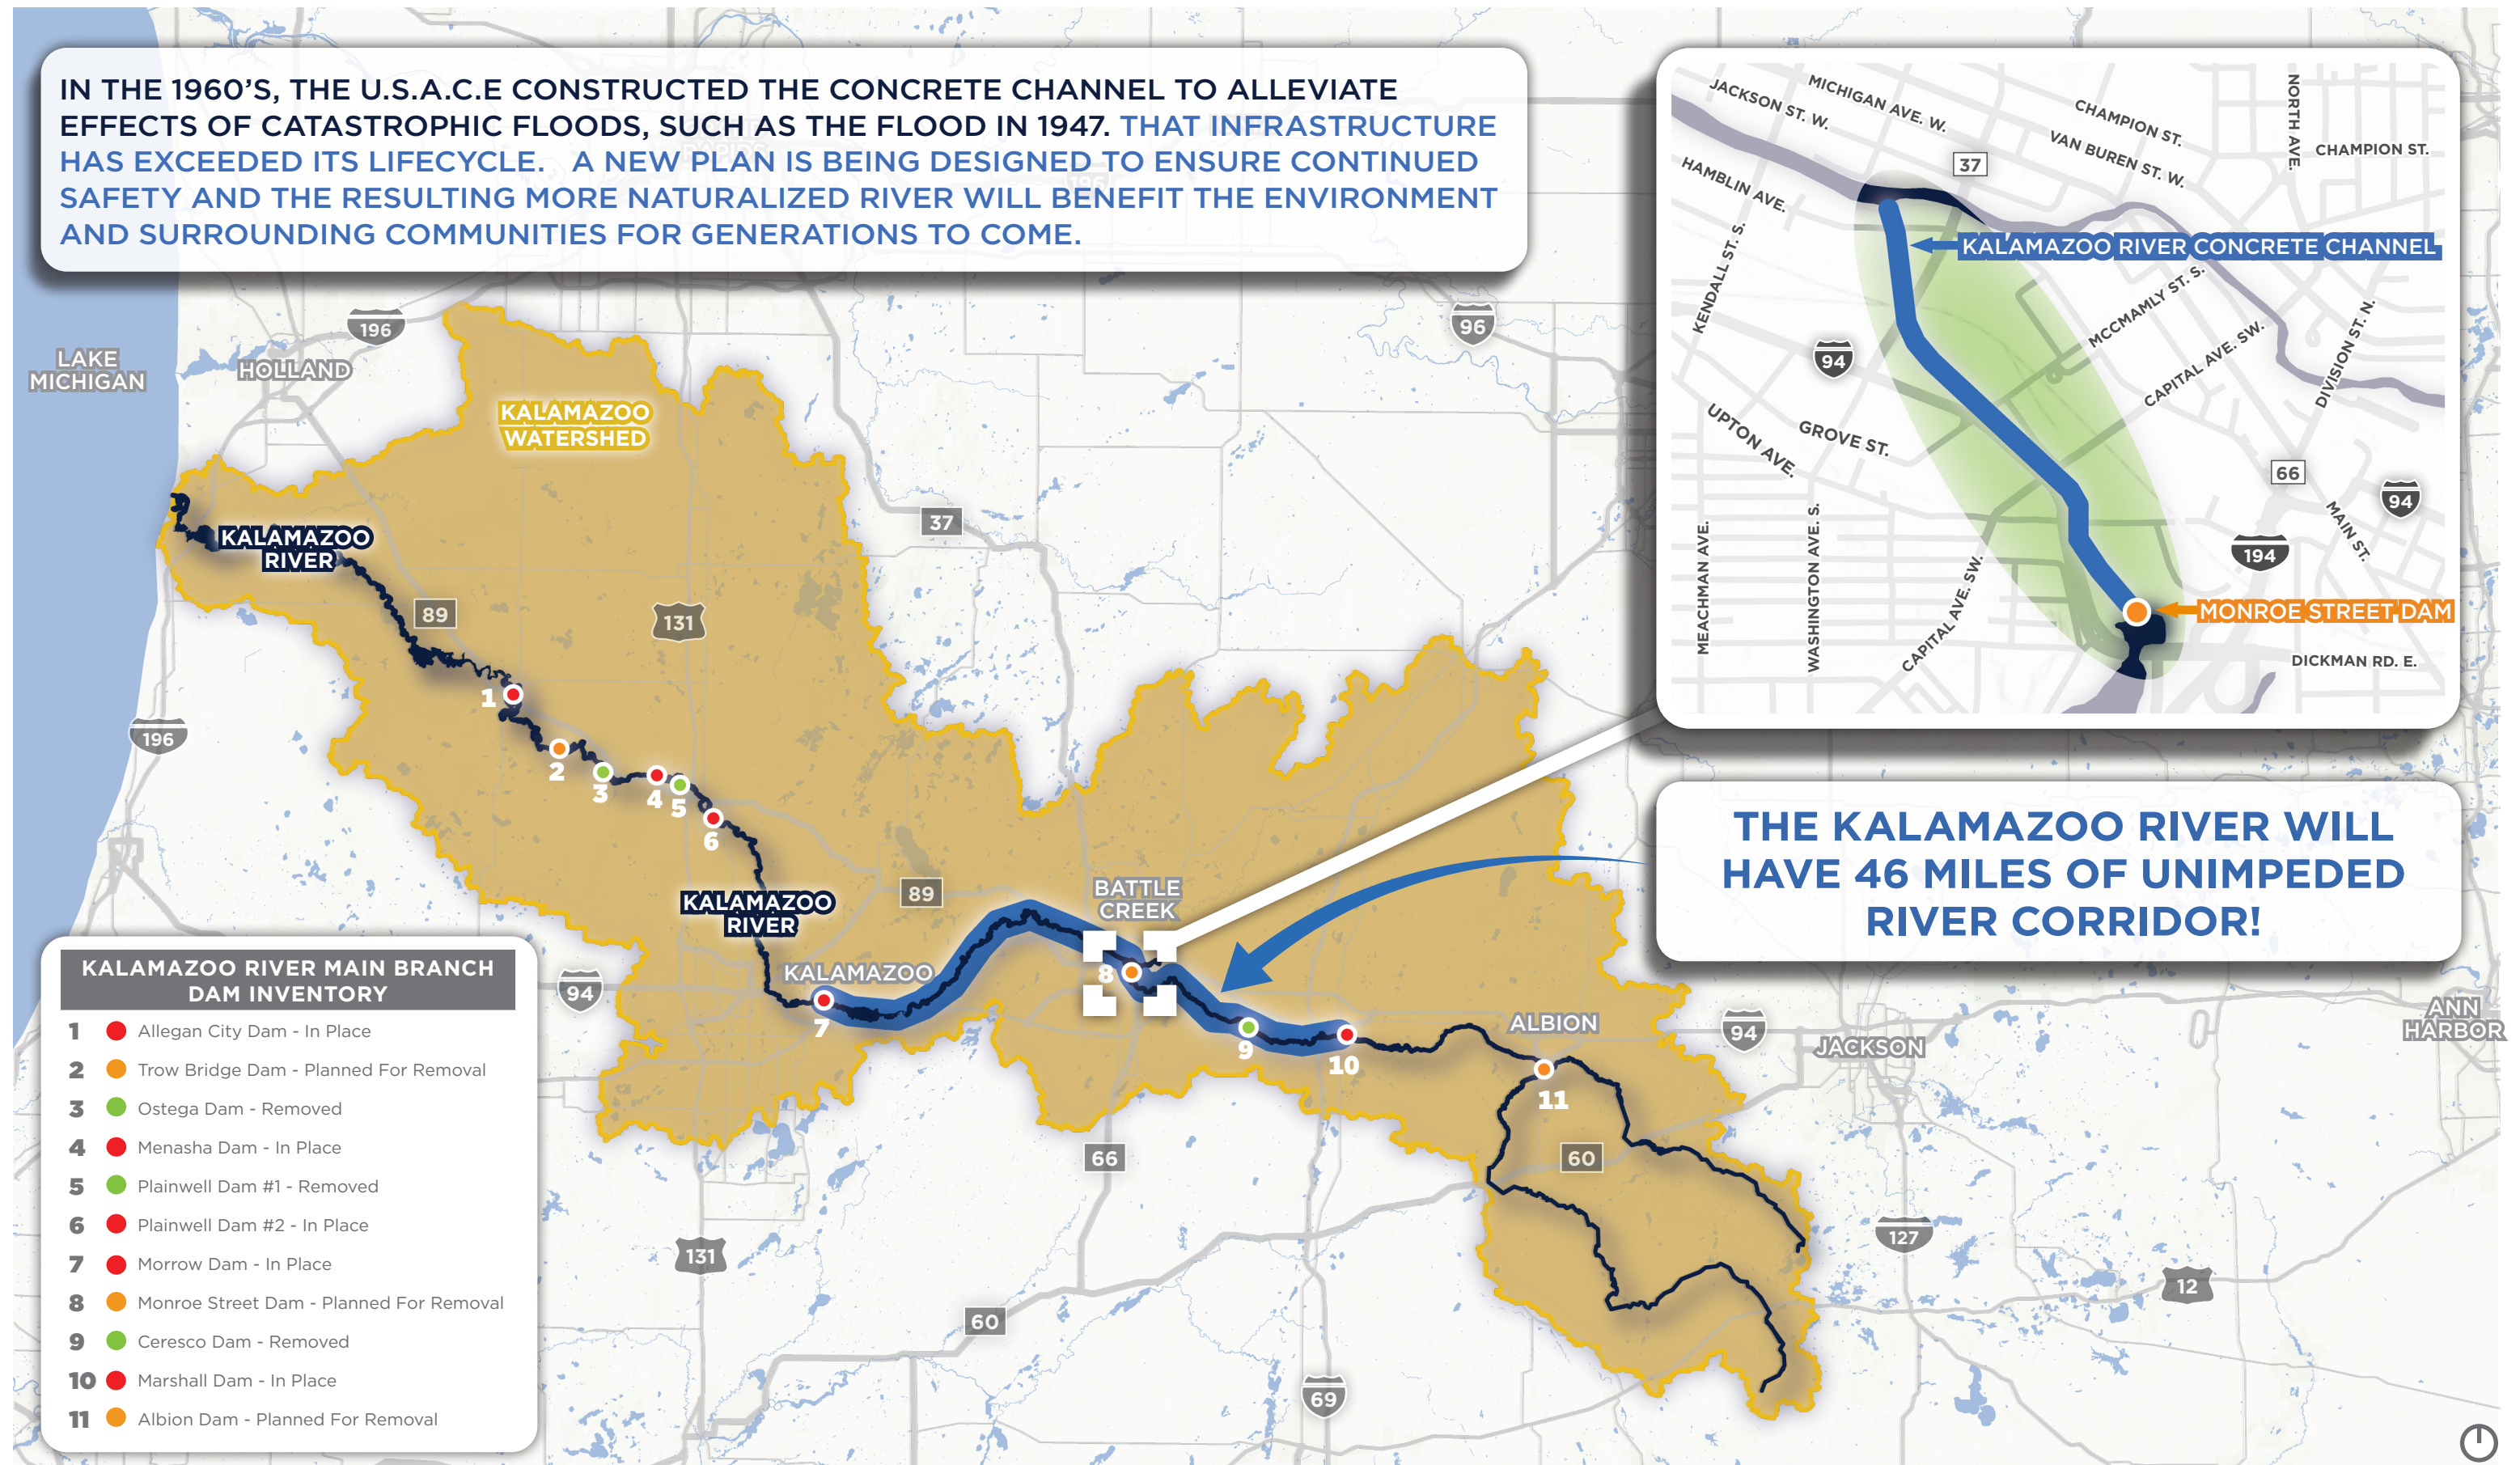 IN THE 1960'S, THE U.S.A.C.E CONSTRUCTED THE CONCRETE CHANNEL TO ALLEVIATE
EFFECTS OF CATASTROPHIC FLOODS, SUCH AS THE FLOOD IN 1947. THAT INFRASTRUCTURE
HAS EXCEEDED ITS LIFECYCLE. A NEW PLAN IS BEING DESIGNED TO ENSURE CONTINUED
SAFETY AND THE RESULTING MORE NATURALIZED RIVER WILL BENEFIT THE ENVIRONMENT
AND SURROUNDING COMMUNITIES FOR GENERATIONS TO COME.
JACKSON ST. W.
MICHIGAN AVE. W.
CHAMPION ST.
VAN BUREN ST. W.
NORTH AVE.
CHAMPION ST.
37
HAMBLIN AVE.
KENDALL ST. S.
KALAMAZOO RIVER CONCRETE CHANNEL
MCCMAMLY ST. S.
CAPITAL AVE. SW.
DIVISION ST. N.
94
UPTON AVE.
GROVE ST.
66
94
MAIN ST.
194
MEACHMAN AVE.
WASHINGTON AVE. S.
CAPITAL AVE. SW.
MONROE STREET DAM
DICKMAN RD. E.
THE KALAMAZOO RIVER WILL
HAVE 46 MILES OF UNIMPEDED
RIVER CORRIDOR!
LAKE
MICHIGAN
HOLLAND
196
96
KALAMAZOO
WATERSHED
37
KALAMAZOO
RIVER
89
131
196
1
2
3
4
5
6
KALAMAZOO
RIVER
89
BATTLE
CREEK
KALAMAZOO
7
8
9
10
ALBION
11
94
94
JACKSON
ANN
HARBOR
66
60
131
127
12
60
69
KALAMAZOO RIVER MAIN BRANCH
DAM INVENTORY
1 Allegan City Dam - In Place
2 Trow Bridge Dam - Planned For Removal
3 Ostega Dam - Removed
4 Menasha Dam - In Place
5 Plainwell Dam #1 - Removed
6 Plainwell Dam #2 - In Place
7 Morrow Dam - In Place
8 Monroe Street Dam - Planned For Removal
9 Ceresco Dam - Removed
10 Marshall Dam - In Place
11 Albion Dam - Planned For Removal